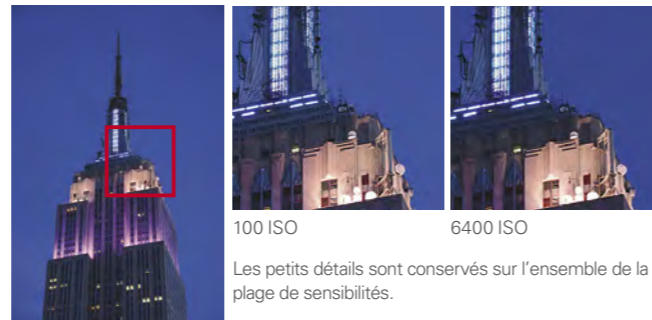 100 ISO
6400 ISO
Les petits détails sont conservés sur l'ensemble de la
plage de sensibilités.